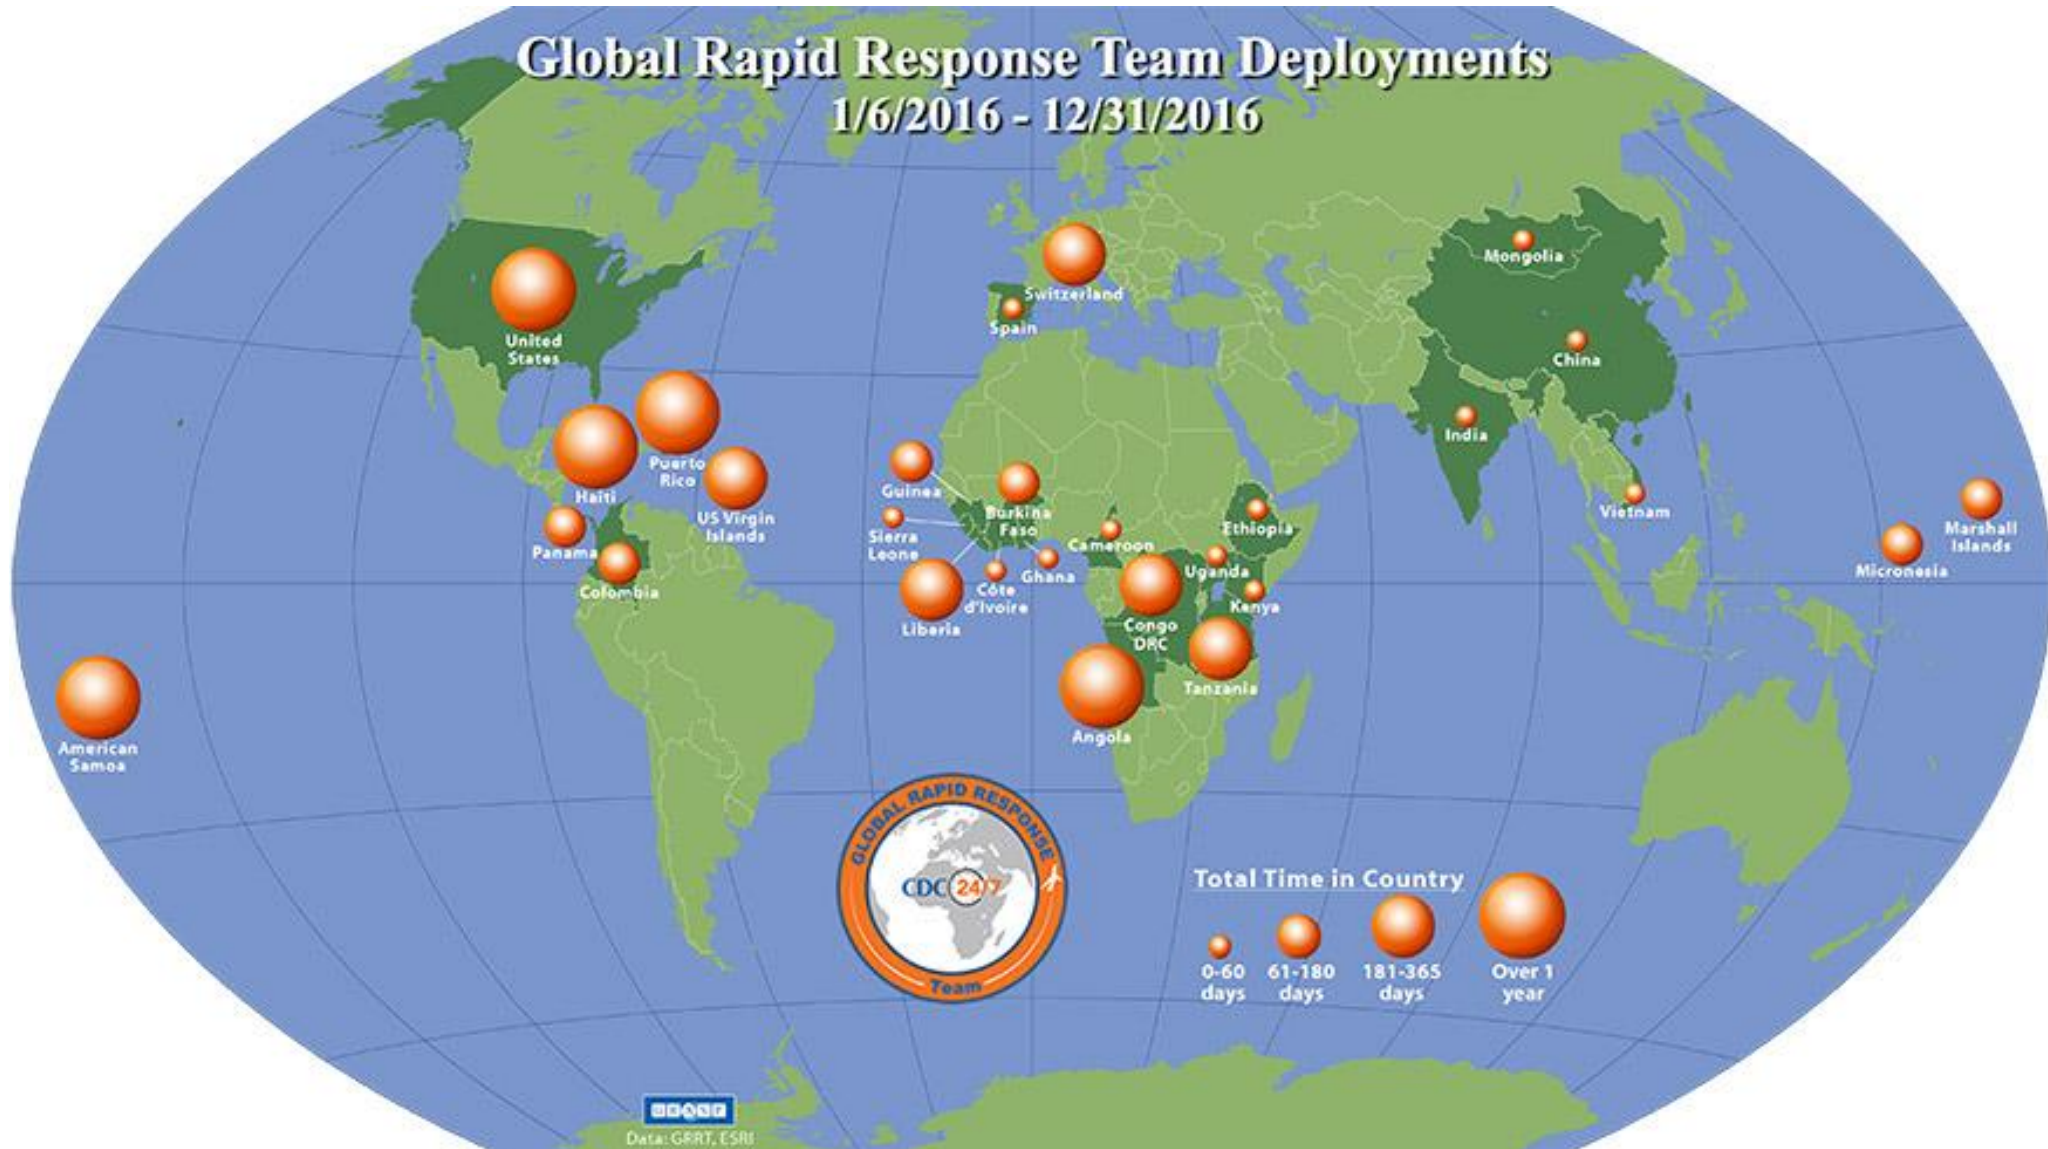 Global Rapid Response Team Deployments
1/6/2016 - 12/31/2016
United
States
Puerto
Rico
Haiti
US Virgin
Islands
Panama
Colombia
American
Samoa
Switzerland
Spain
Guinea
Burkina
Faso
Sierra
Leone
Liberia
Côte
d'Ivoire
Ghana
Cameroon
Ethiopia
Uganda
Kenya
Congo
DRC
Tanzania
Angola
Mongolia
China
India
Vietnam
Micronesia
Marshall
Islands
GLOBAL RAPID RESPONSE
CDC 24/7
Team
Total Time in Country
0-60
days
61-180
days
181-365
days
Over 1
year
Data: GRRT, ESRI